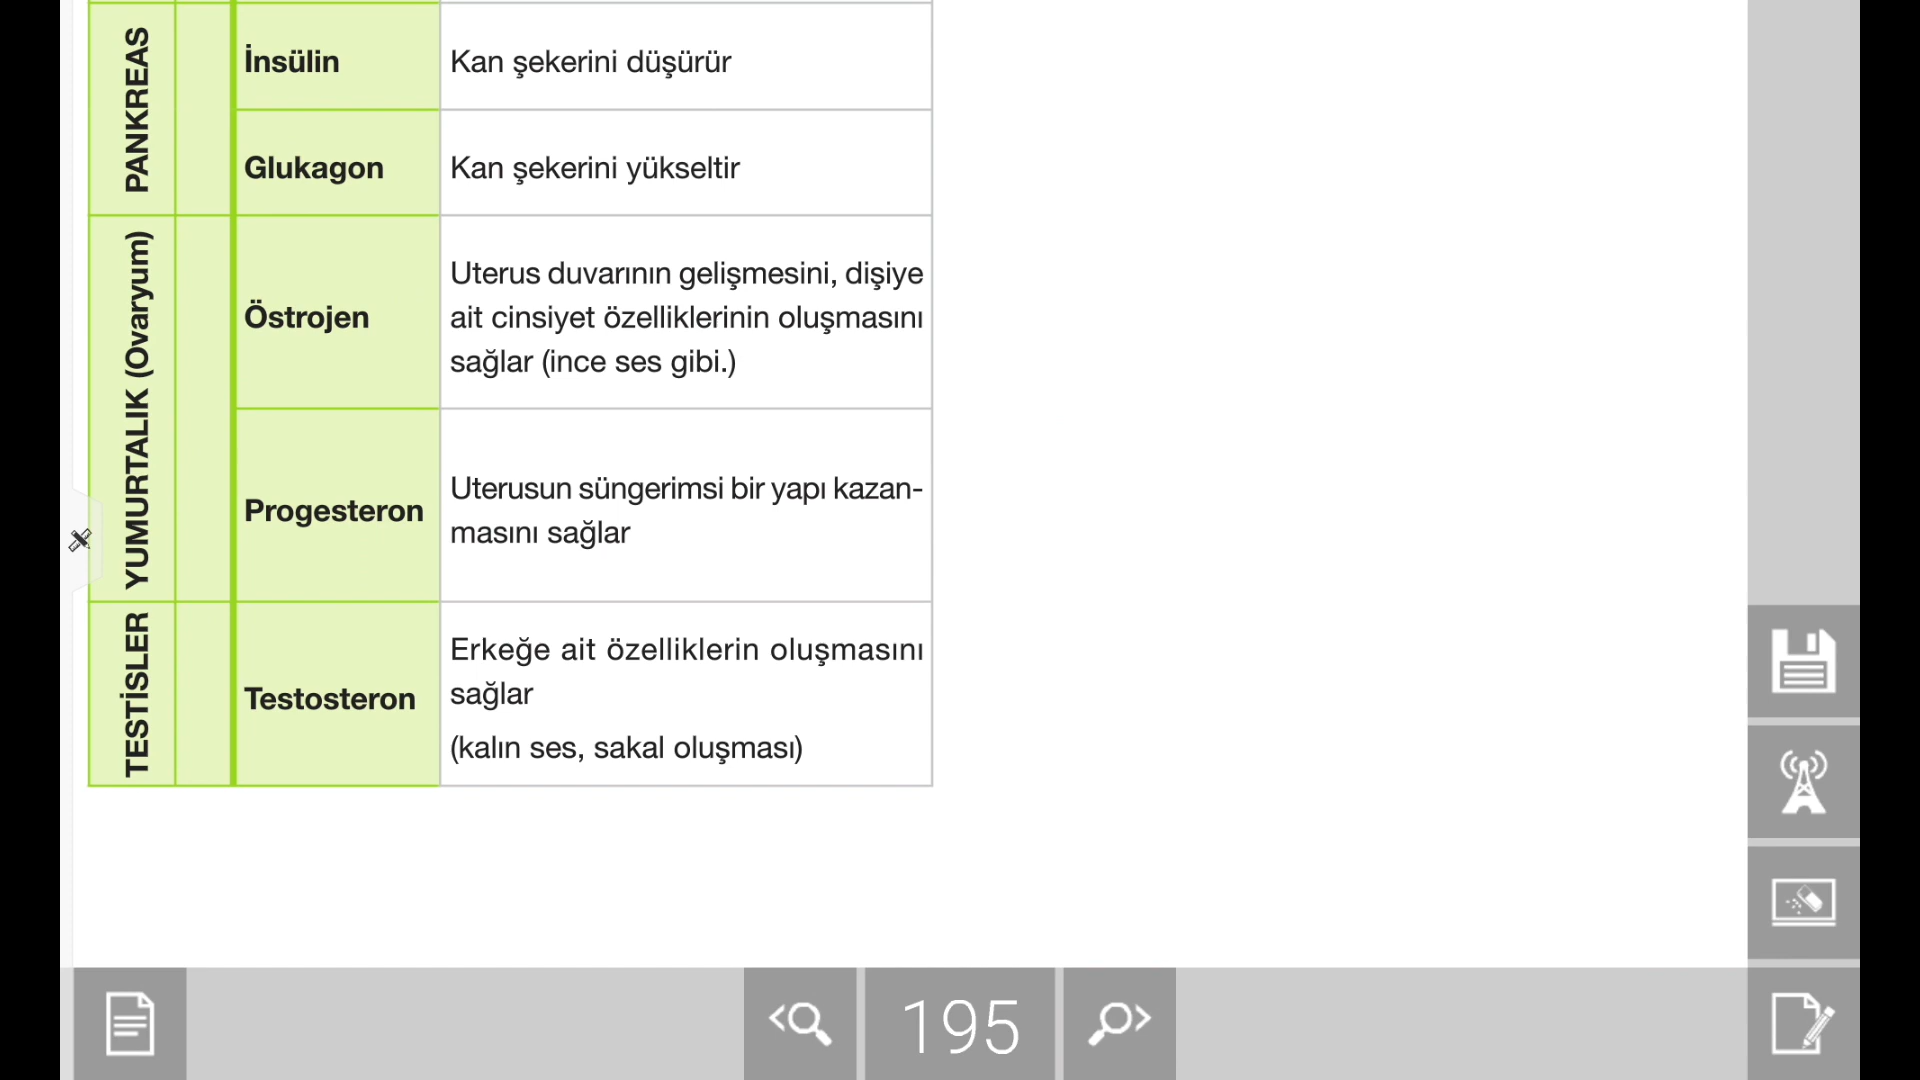 PANKREAS
İnsülin
Kan şekerini düşürür
Glukagon
Kan şekerini yükseltir
YUMURTALIK (Ovaryum)
Östrojen
Uterus duvarının gelişmesini, dişiye
ait cinsiyet özelliklerinin oluşmasını
sağlar (ince ses gibi.)
Progesteron
Uterusun süngerimsi bir yapı kazan-
masını sağlar
TESTİSLER
Testosteron
Erkeğe ait özelliklerin oluşmasını
sağlar
(kalın ses, sakal oluşması)
195